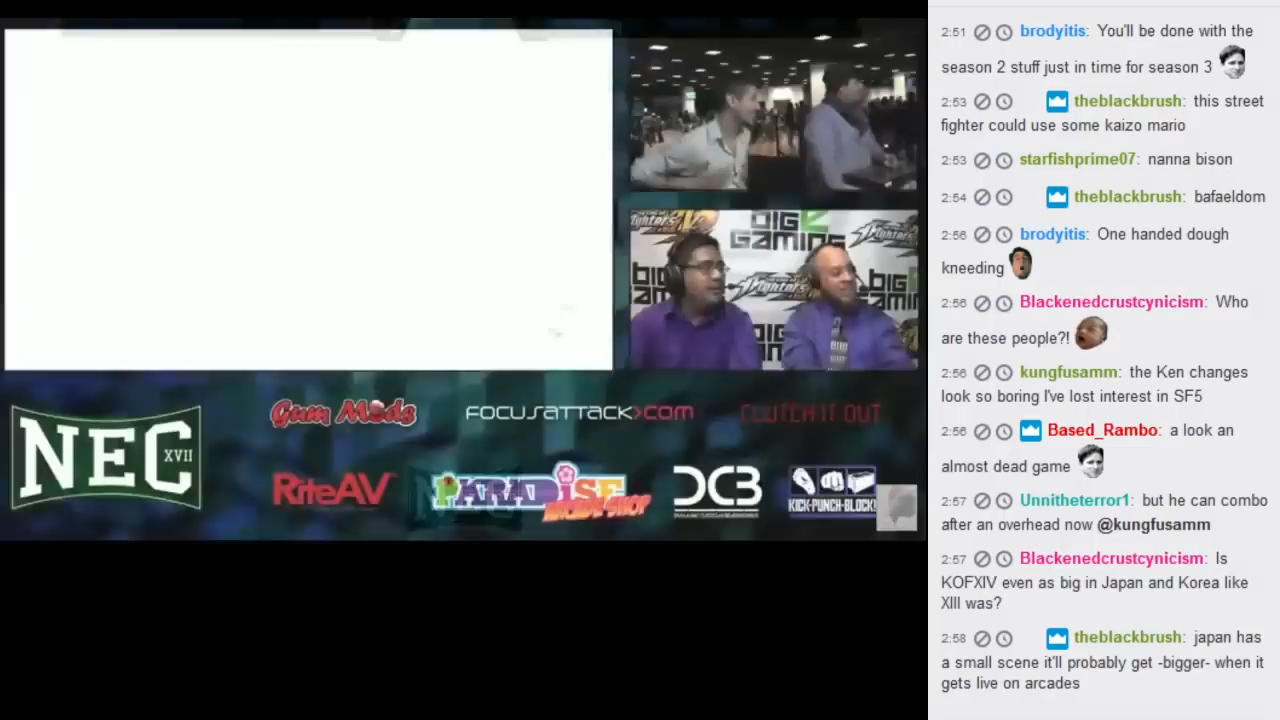 BIG E
GAMING
BIG
NEC
XVII
Gum Mods
FOCUSATTACK>COM
CLUTCH IT OUT
RiteAV
PARADISE
ARCADE SHOP
DCB
KICK-PUNCH-BLOCK!
2:51 brodyitis: You'll be done with the
season 2 stuff just in time for season 3
2:53 theblackbrush: this street
fighter could use some kaizo mario
2:53 starfishprime07: nanna bison
2:54 theblackbrush: bafaeldom
2:56 brodyitis: One handed dough
kneeding
2:56 Blackenedcrustcynicism: Who
are these people?!
2:56 kungfusamm: the Ken changes
look so boring I've lost interest in SF5
2:56 Based_Rambo: a look an
almost dead game
2:57 Unnitheterror1: but he can combo
after an overhead now @kungfusamm
2:57 Blackenedcrustcynicism: Is
KOFXIV even as big in Japan and Korea like
XIII was?
2:58 theblackbrush: japan has
a small scene it'll probably get -bigger- when it
gets live on arcades